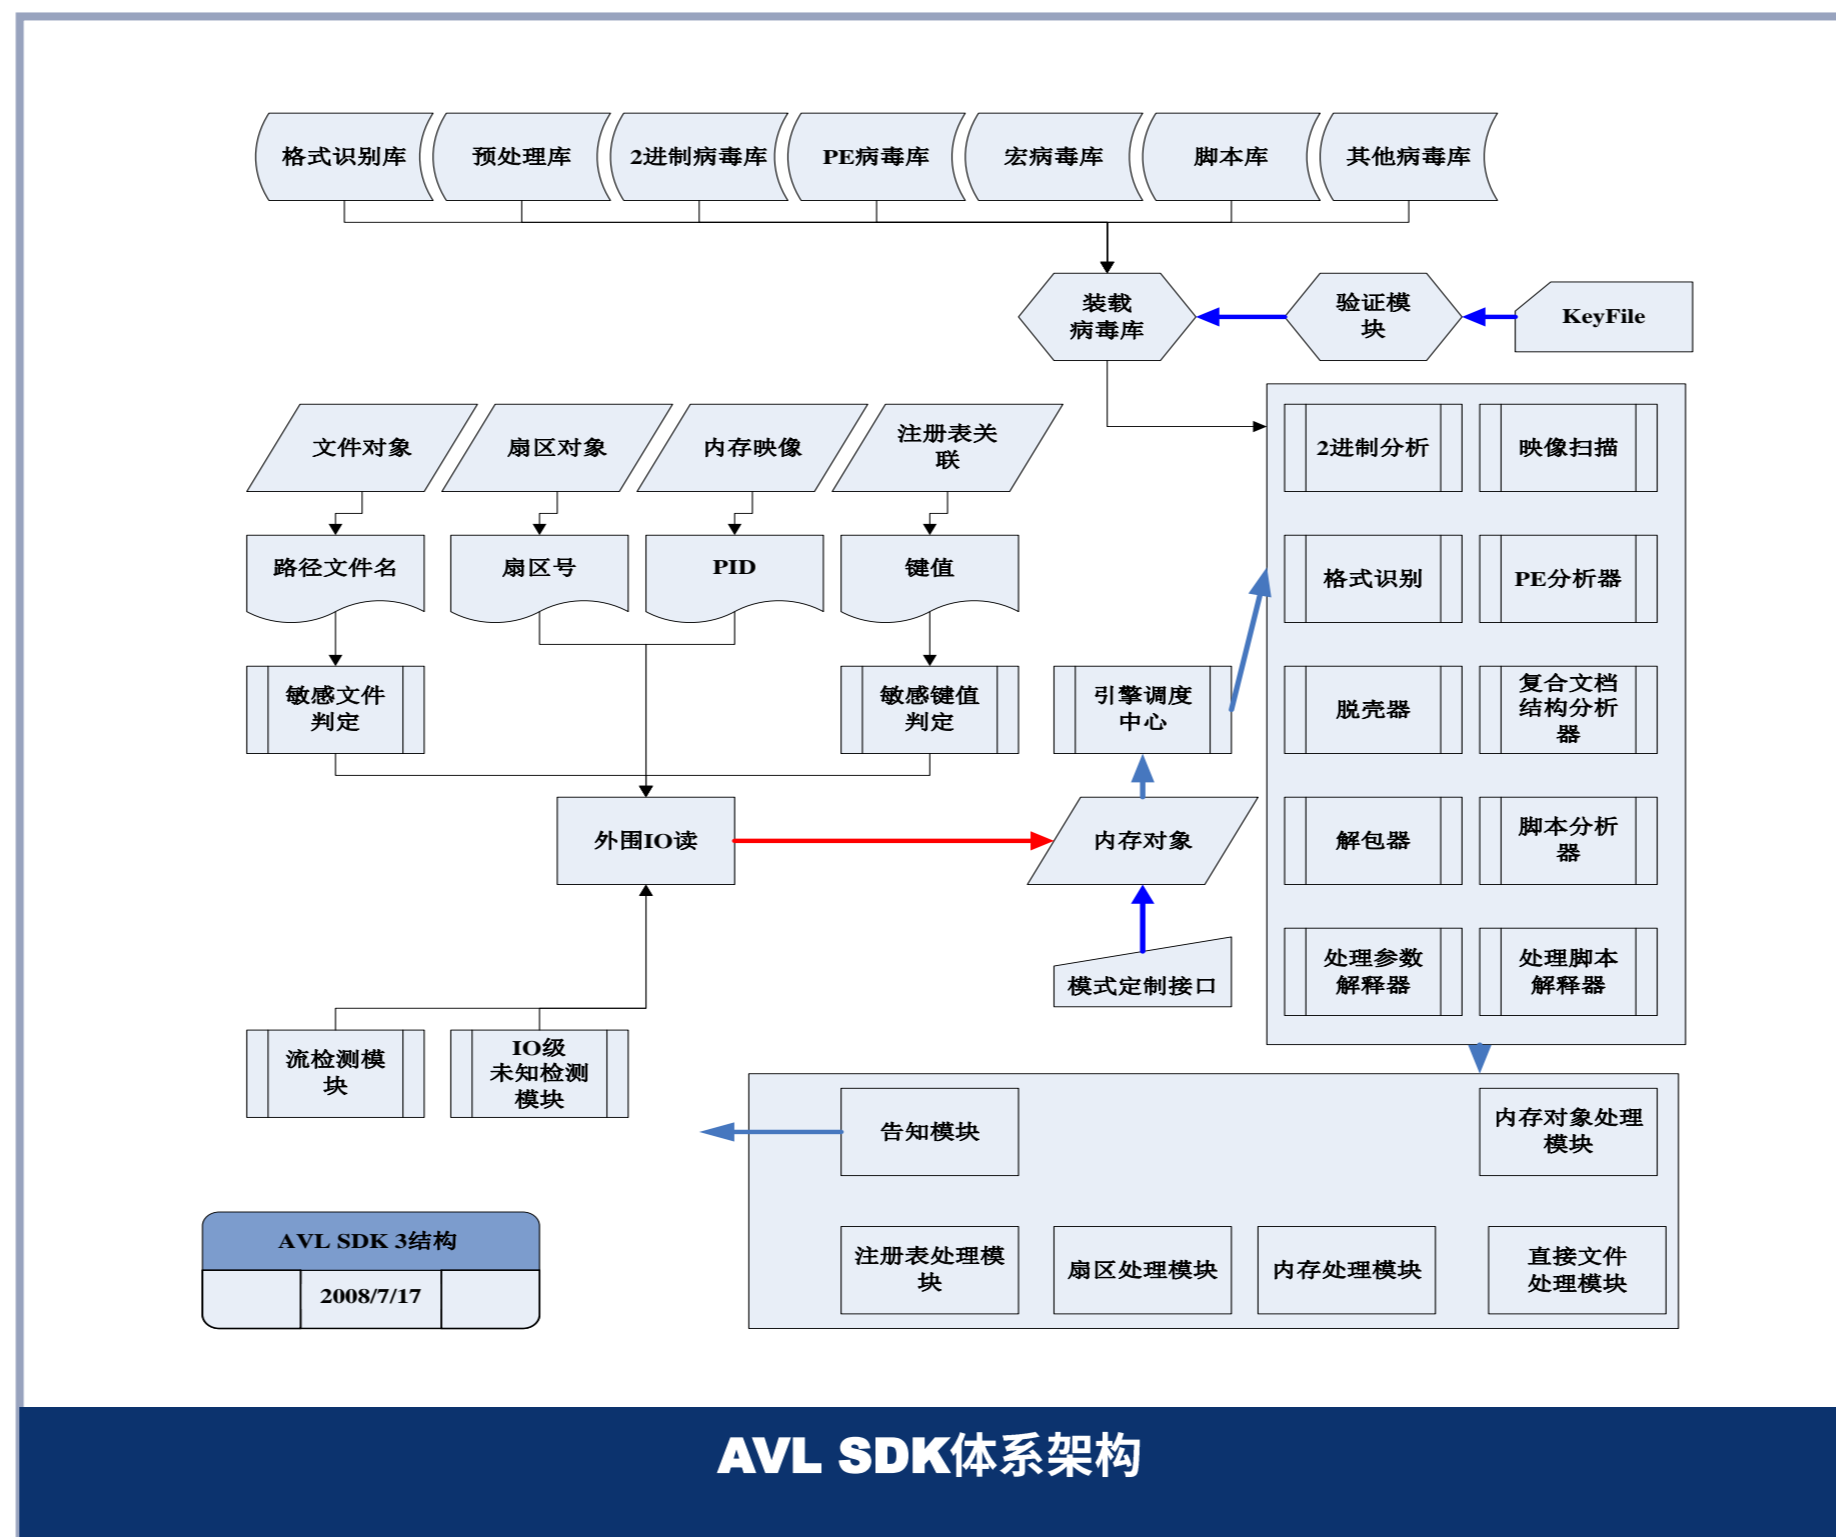 格式识别库
预处理库
2进制病毒库
PE病毒库
宏病毒库
脚本库
其他病毒库
装载
病毒库
验证模
块
KeyFile
文件对象
扇区对象
内存映像
注册表关
联
2进制分析
映像扫描
路径文件名
扇区号
PID
键值
格式识别
PE分析器
敏感文件
判定
敏感键值
判定
引擎调度
中心
脱壳器
复合文档
结构分析
器
外围IO读
内存对象
解包器
脚本分析
器
模式定制接口
处理参数
解释器
处理脚本
解释器
流检测模
块
IO级
未知检测
模块
告知模块
内存对象处理
模块
注册表处理模
块
扇区处理模块
内存处理模块
直接文件
处理模块
AVL SDK 3结构
2008/7/17
AVL SDK体系架构